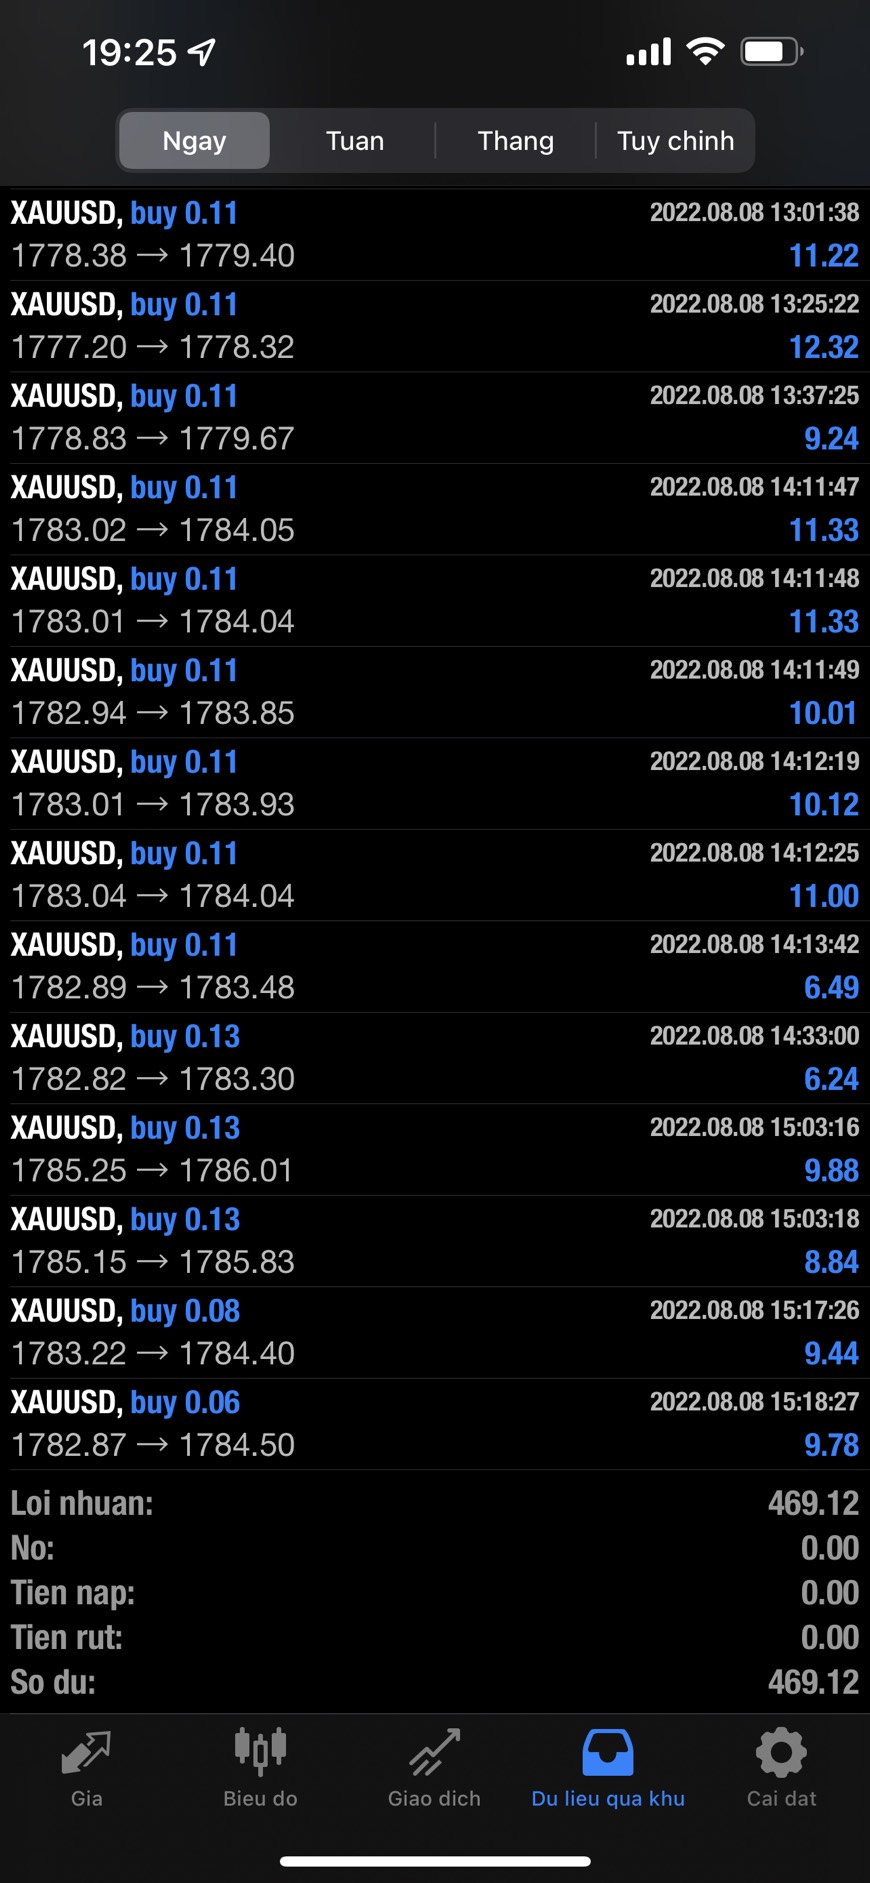 19:25
Ngay Tuan Thang Tuy chinh
XAUUSD, buy 0.11 2022.08.08 13:01:38
1778.38 → 1779.40 11.22
XAUUSD, buy 0.11 2022.08.08 13:25:22
1777.20 → 1778.32 12.32
XAUUSD, buy 0.11 2022.08.08 13:37:25
1778.83 → 1779.67 9.24
XAUUSD, buy 0.11 2022.08.08 14:11:47
1783.02 → 1784.05 11.33
XAUUSD, buy 0.11 2022.08.08 14:11:48
1783.01 → 1784.04 11.33
XAUUSD, buy 0.11 2022.08.08 14:11:49
1782.94 → 1783.85 10.01
XAUUSD, buy 0.11 2022.08.08 14:12:19
1783.01 → 1783.93 10.12
XAUUSD, buy 0.11 2022.08.08 14:12:25
1783.04 → 1784.04 11.00
XAUUSD, buy 0.11 2022.08.08 14:13:42
1782.89 → 1783.48 6.49
XAUUSD, buy 0.13 2022.08.08 14:33:00
1782.82 → 1783.30 6.24
XAUUSD, buy 0.13 2022.08.08 15:03:16
1785.25 → 1786.01 9.88
XAUUSD, buy 0.13 2022.08.08 15:03:18
1785.15 → 1785.83 8.84
XAUUSD, buy 0.08 2022.08.08 15:17:26
1783.22 → 1784.40 9.44
XAUUSD, buy 0.06 2022.08.08 15:18:27
1782.87 → 1784.50 9.78
Loi nhuan: 469.12
No: 0.00
Tien nap: 0.00
Tien rut: 0.00
So du: 469.12
Gia Bieu do Giao dich Du lieu qua khu Cai dat